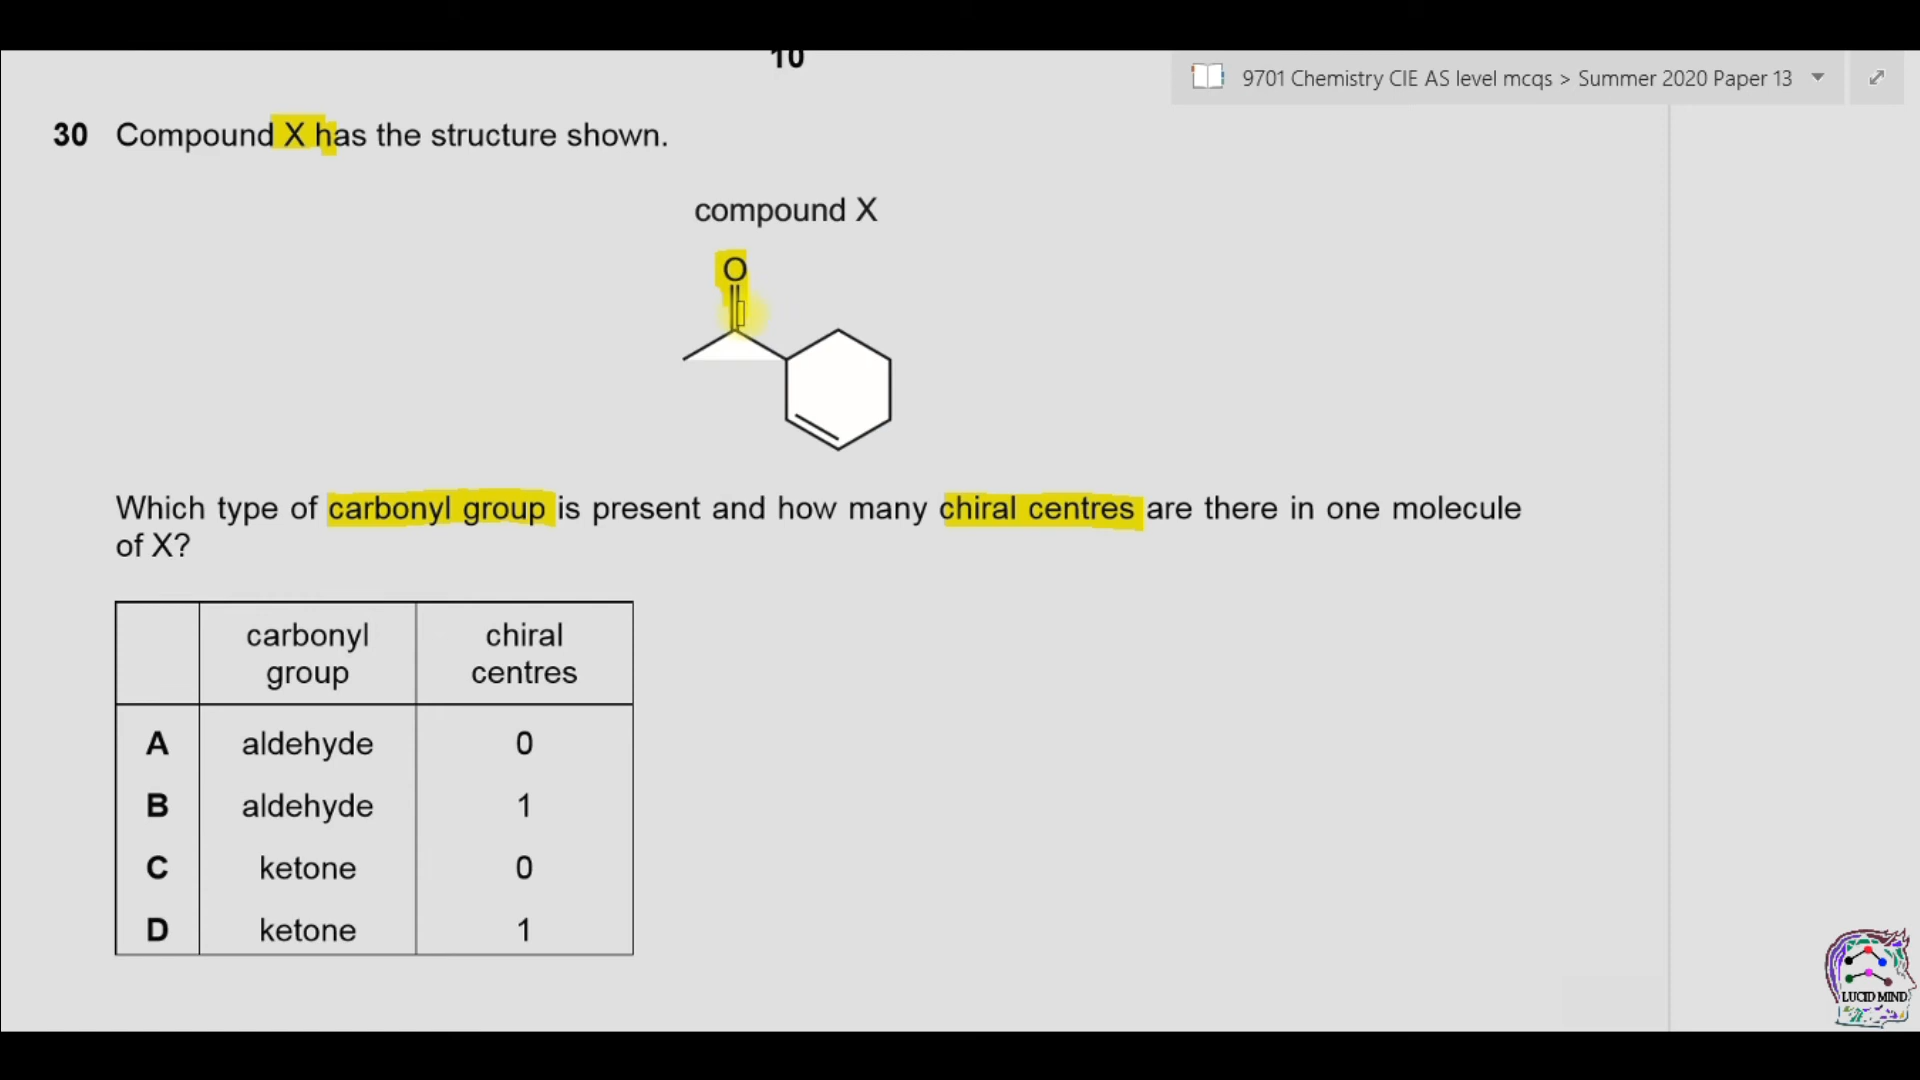 10
9701 Chemistry CIE AS level mcqs > Summer 2020 Paper 13
30 Compound X has the structure shown.
compound X
O
Which type of carbonyl group is present and how many chiral centres are there in one molecule
of X?
carbonyl group chiral centres
A aldehyde 0
B aldehyde 1
C ketone 0
D ketone 1
LUCID MIND